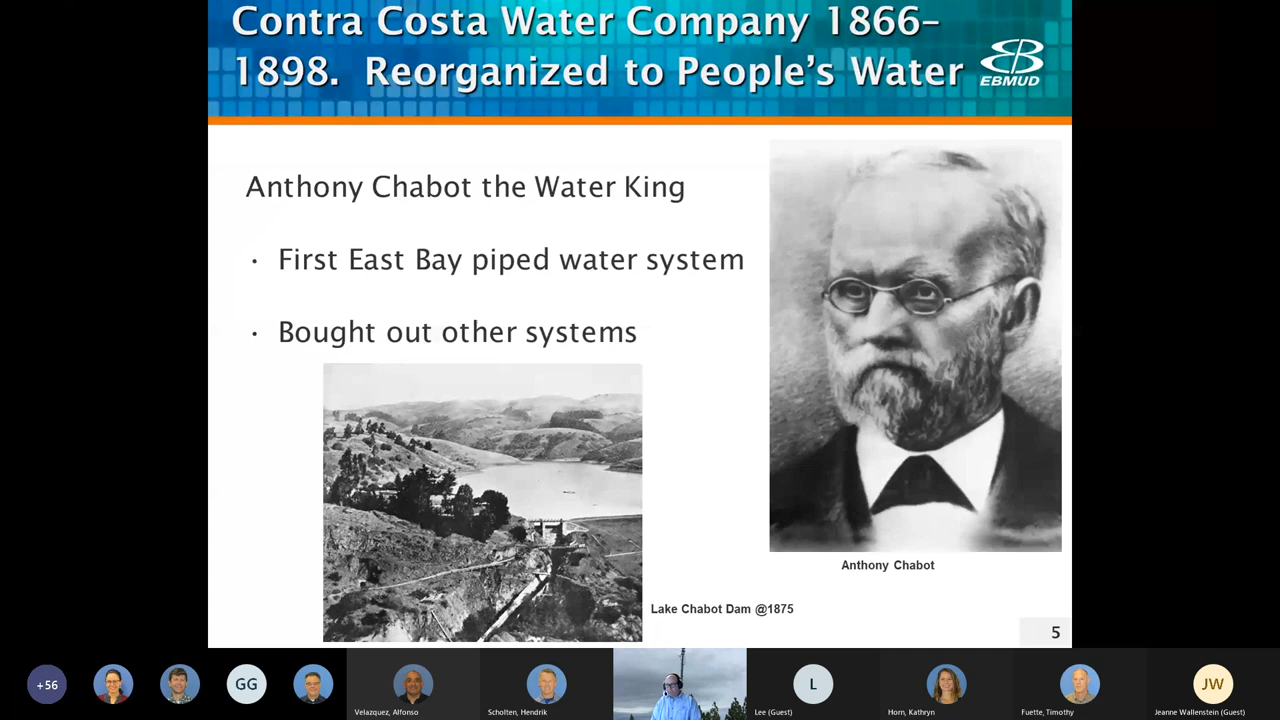 Contra Costa Water Company 1866–
1898.  Reorganized to People’s Water
EBMUD
Anthony Chabot the Water King
• First East Bay piped water system
• Bought out other systems
Anthony Chabot
Lake Chabot Dam @1875
5
+56
GG
L
JW
Velazquez, Alfonso
Scholten, Hendrik
Lee (Guest)
Horn, Kathryn
Fuette, Timothy
Jeanne Wallenstein (Guest)